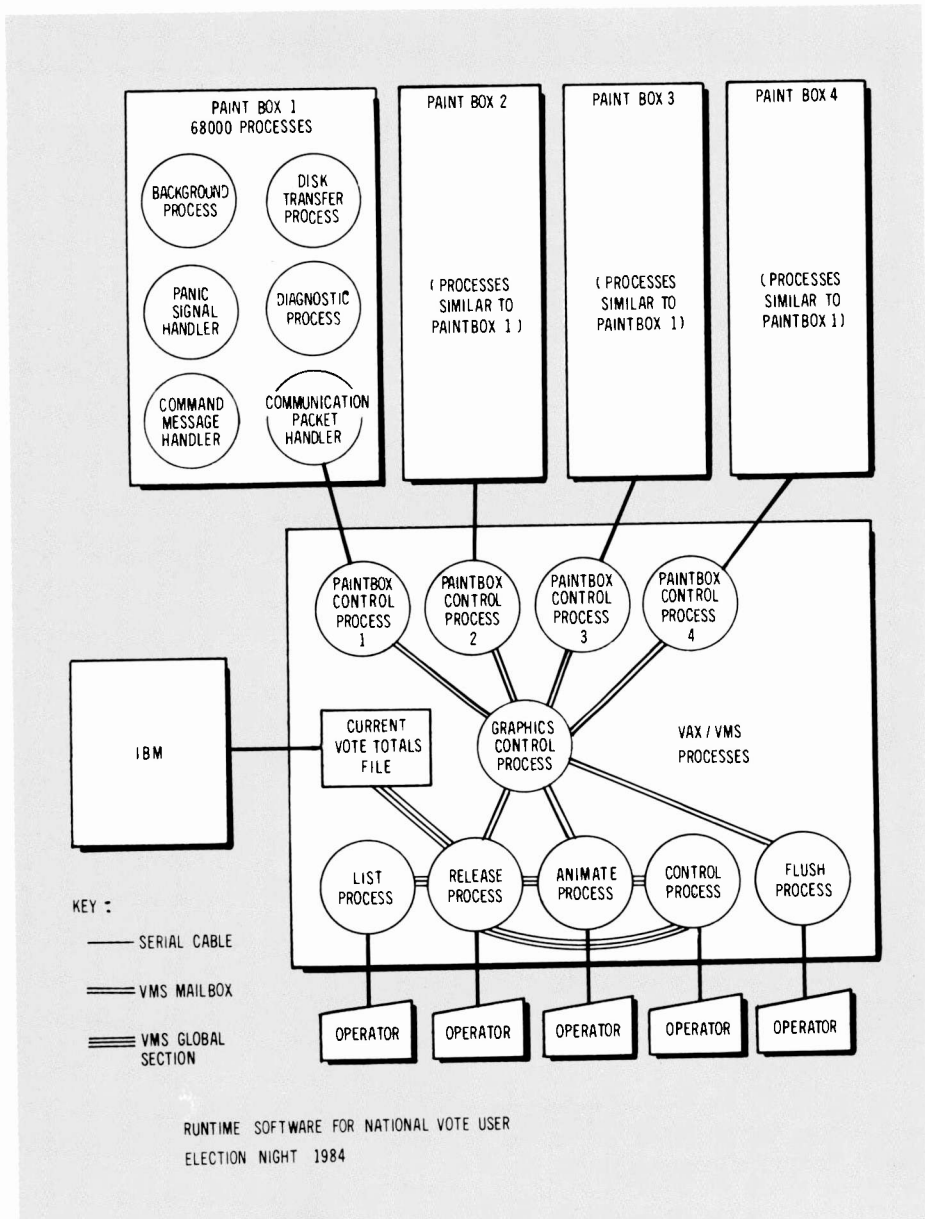 PAINT BOX 1
68000 PROCESSES
BACKGROUND
PROCESS
DISK
TRANSFER
PROCESS
PANIC
SIGNAL
HANDLER
DIAGNOSTIC
PROCESS
COMMAND
MESSAGE
HANDLER
COMMUNICATION
PACKET
HANDLER
PAINT BOX 2
(PROCESSES
SIMILAR TO
PAINTBOX 1)
PAINT BOX 3
(PROCESSES
SIMILAR TO
PAINTBOX 1)
PAINT BOX 4
(PROCESSES
SIMILAR TO
PAINTBOX 1)
PAINTBOX
CONTROL
PROCESS
1
PAINTBOX
CONTROL
PROCESS
2
PAINTBOX
CONTROL
PROCESS
3
PAINTBOX
CONTROL
PROCESS
4
IBM
CURRENT
VOTE TOTALS
FILE
GRAPHICS
CONTROL
PROCESS
VAX / VMS
PROCESSES
LIST
PROCESS
RELEASE
PROCESS
ANIMATE
PROCESS
CONTROL
PROCESS
FLUSH
PROCESS
KEY :
SERIAL CABLE
VMS MAILBOX
VMS GLOBAL
SECTION
OPERATOR
OPERATOR
OPERATOR
OPERATOR
OPERATOR
RUNTIME SOFTWARE FOR NATIONAL VOTE USER
ELECTION NIGHT 1984